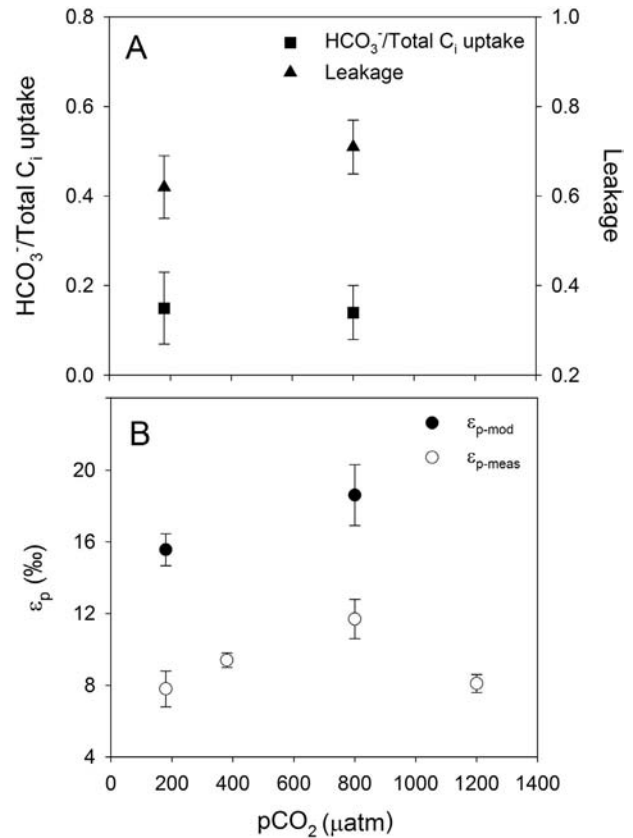 A
HCO₃⁻/Total Cᵢ uptake
Leakage
0.8
0.6
0.4
0.2
0.0
HCO₃⁻/Total Cᵢ uptake
1.0
0.8
0.6
0.4
0.2
Leakage
B
εp-mod
εp-meas
20
16
12
8
4
εp (‰)
0 200 400 600 800 1000 1200 1400
pCO₂ (μatm)